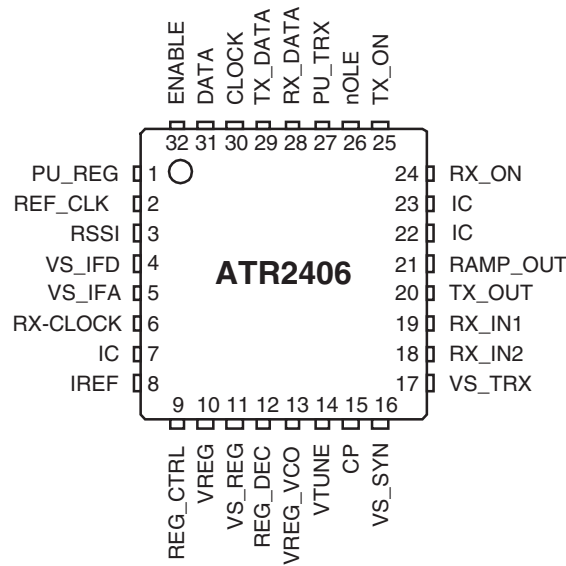 ENABLE
DATA
CLOCK
TX_DATA
RX_DATA
PU_TRX
nOLE
TX_ON
32 31 30 29 28 27 26 25
PU_REG 1
REF_CLK 2
RSSI 3
VS_IFD 4
VS_IFA 5
RX-CLOCK 6
IC 7
IREF 8
ATR2406
24 RX_ON
23 IC
22 IC
21 RAMP_OUT
20 TX_OUT
19 RX_IN1
18 RX_IN2
17 VS_TRX
9 10 11 12 13 14 15 16
REG_CTRL
VREG
VS_REG
REG_DEC
VREG_VCO
VTUNE
CP
VS_SYN